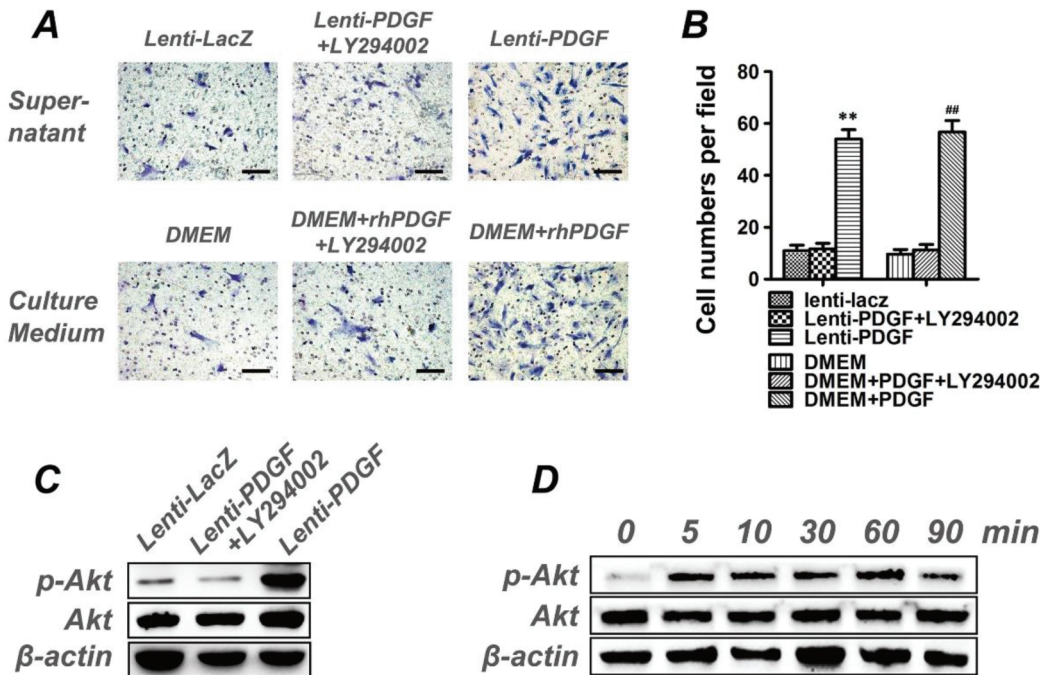 A
Lenti-LacZ
Lenti-PDGF
+LY294002
Lenti-PDGF
Super-
natant
DMEM
DMEM+rhPDGF
+LY294002
DMEM+rhPDGF
Culture
Medium
B
Cell numbers per field
80
60
40
20
0
**
##
lenti-lacz
Lenti-PDGF+LY294002
Lenti-PDGF
DMEM
DMEM+PDGF+LY294002
DMEM+PDGF
C
Lenti-LacZ
Lenti-PDGF
+LY294002
Lenti-PDGF
p-Akt
Akt
β-actin
D
0 5 10 30 60 90 min
p-Akt
Akt
β-actin